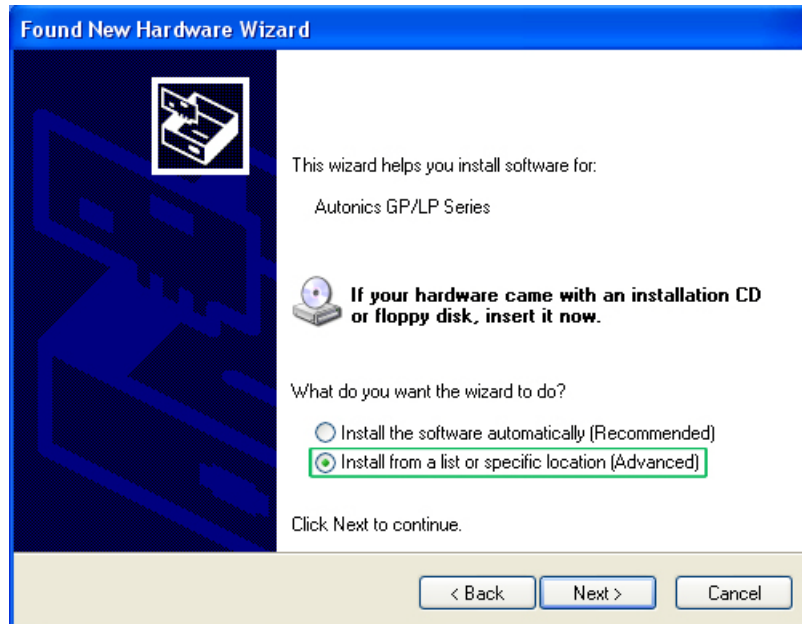 Found New Hardware Wizard
This wizard helps you install software for:
Autonics GP/LP Series
If your hardware came with an installation CD
or floppy disk, insert it now.
What do you want the wizard to do?
Install the software automatically (Recommended)
Install from a list or specific location (Advanced)
Click Next to continue.
< Back Next > Cancel